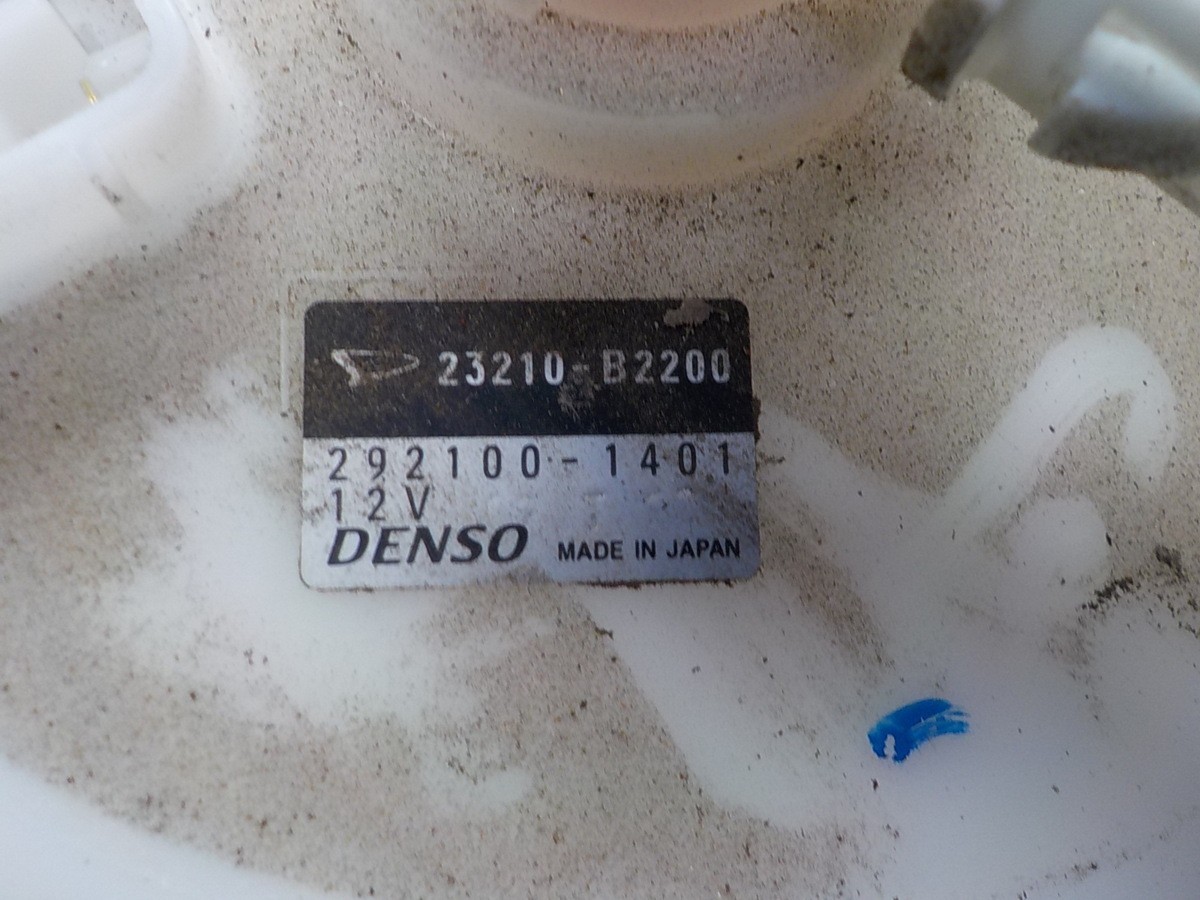 23210-B2200
292100-1401
12V
DENSO MADE IN JAPAN